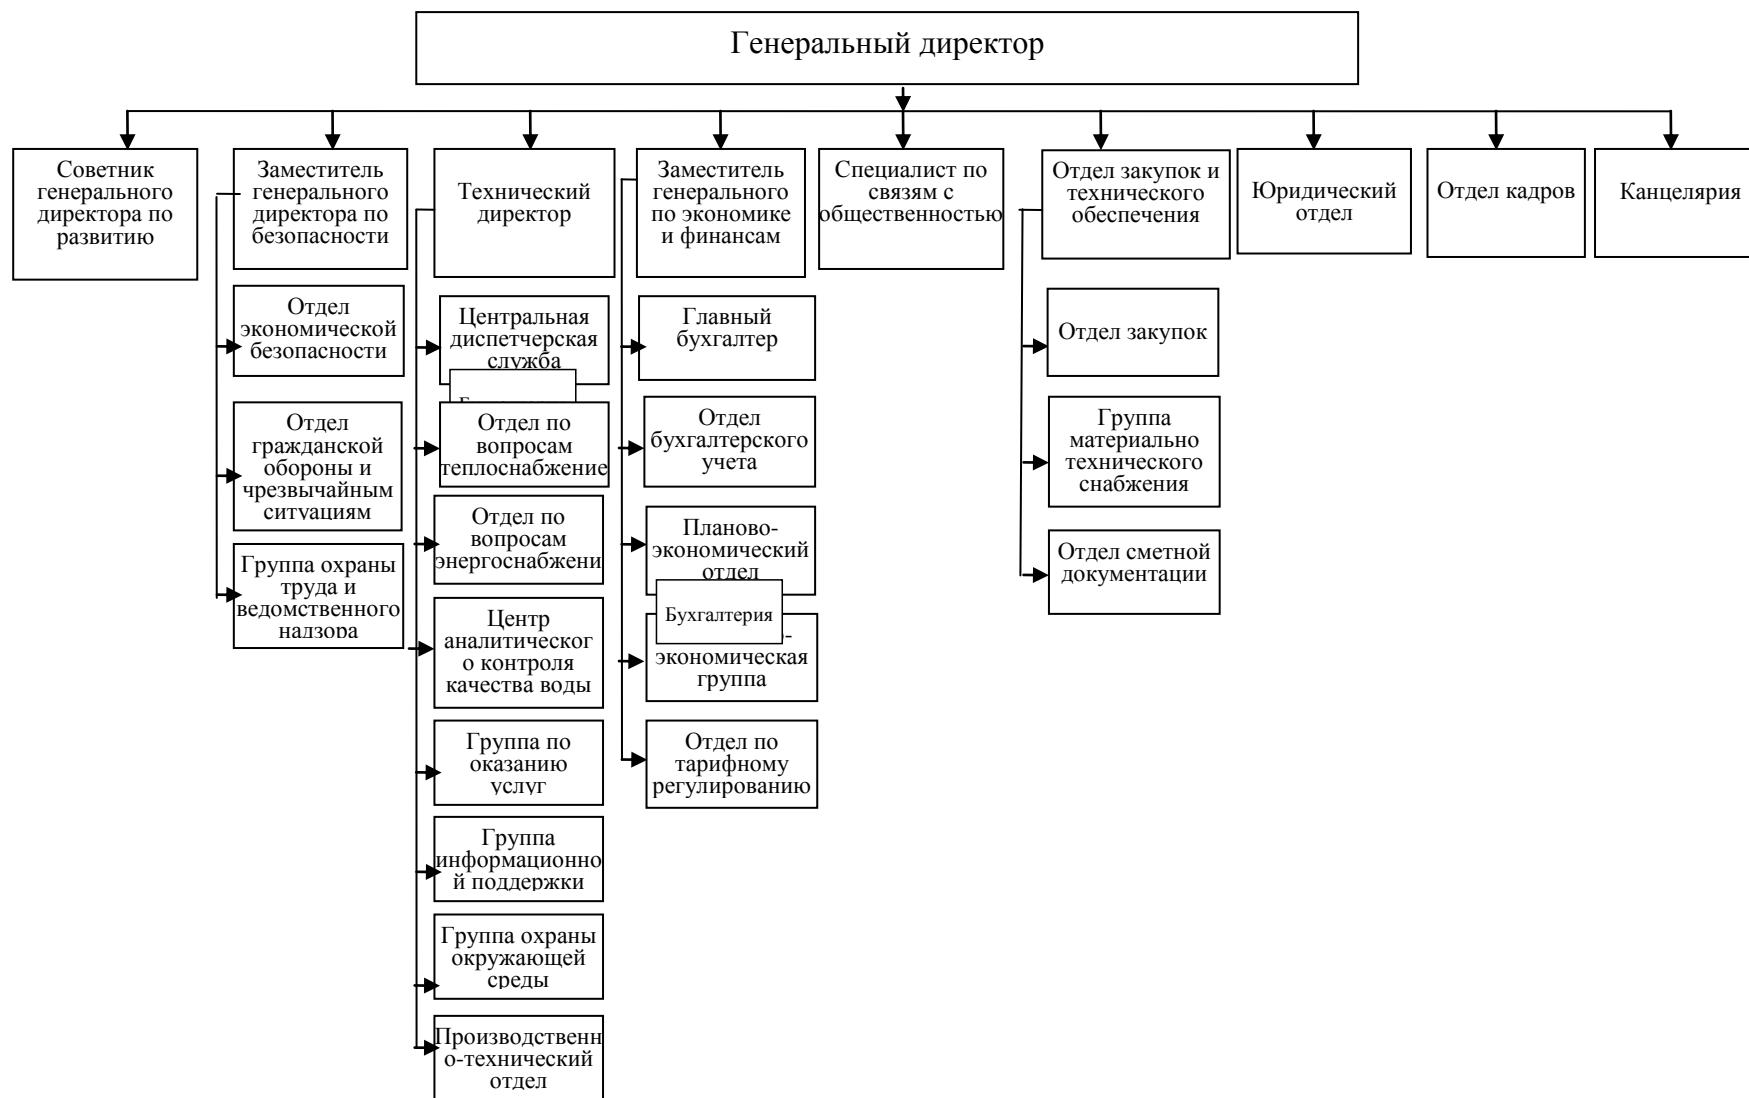 Генеральный директор
Советник
генерального
директора по
развитию
Заместитель
генерального
директора по
безопасности
Технический
директор
Заместитель
генерального
по экономике
и финансам
Специалист по
связям с
общественностью
Отдел закупок и
технического
обеспечения
Юридический
отдел
Отдел кадров
Канцелярия
Отдел
экономической
безопасности
Отдел
гражданской
обороны и
чрезвычайным
ситуациям
Группа охраны
труда и
ведомственного
надзора
Центральная
диспетчерская
служба
Отдел по
вопросам
теплоснабжение
Отдел по
вопросам
энергоснабжени
Центр
аналитическог
о контроля
качества воды
Группа по
оказанию
услуг
Группа
информационно
й поддержки
Группа охраны
окружающей
среды
Производственн
о-технический
отдел
Главный
бухгалтер
Отдел
бухгалтерского
учета
Планово-
экономический
отдел
Бухгалтерия
экономическая
группа
Отдел по
тарифному
регулированию
Отдел закупок
Группа
материально
технического
снабжения
Отдел сметной
документации